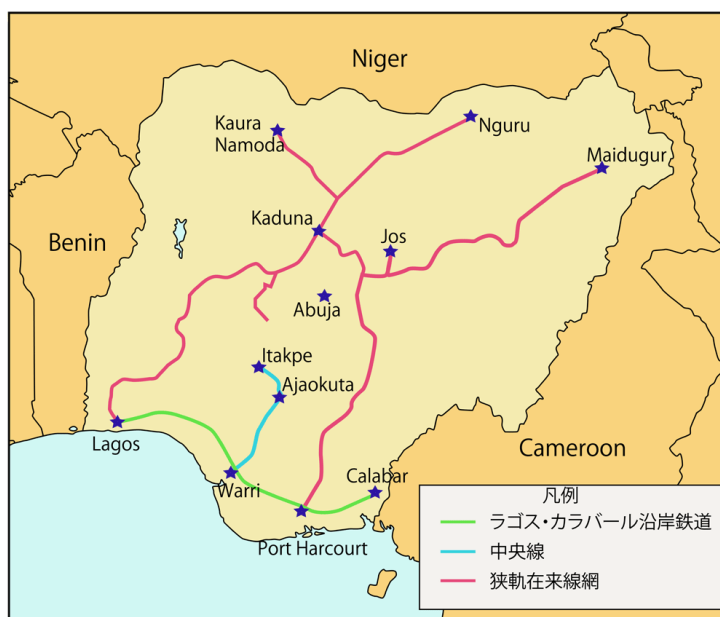 Niger
Kaura
Namoda
Nguru
Maidugur
Kaduna
Jos
Benin
Abuja
Itakpe
Ajaokuta
Lagos
Cameroon
Warri
Calabar
Port Harcourt
凡例
ラゴス・カラバール沿岸鉄道
中央線
狭軌在来線網